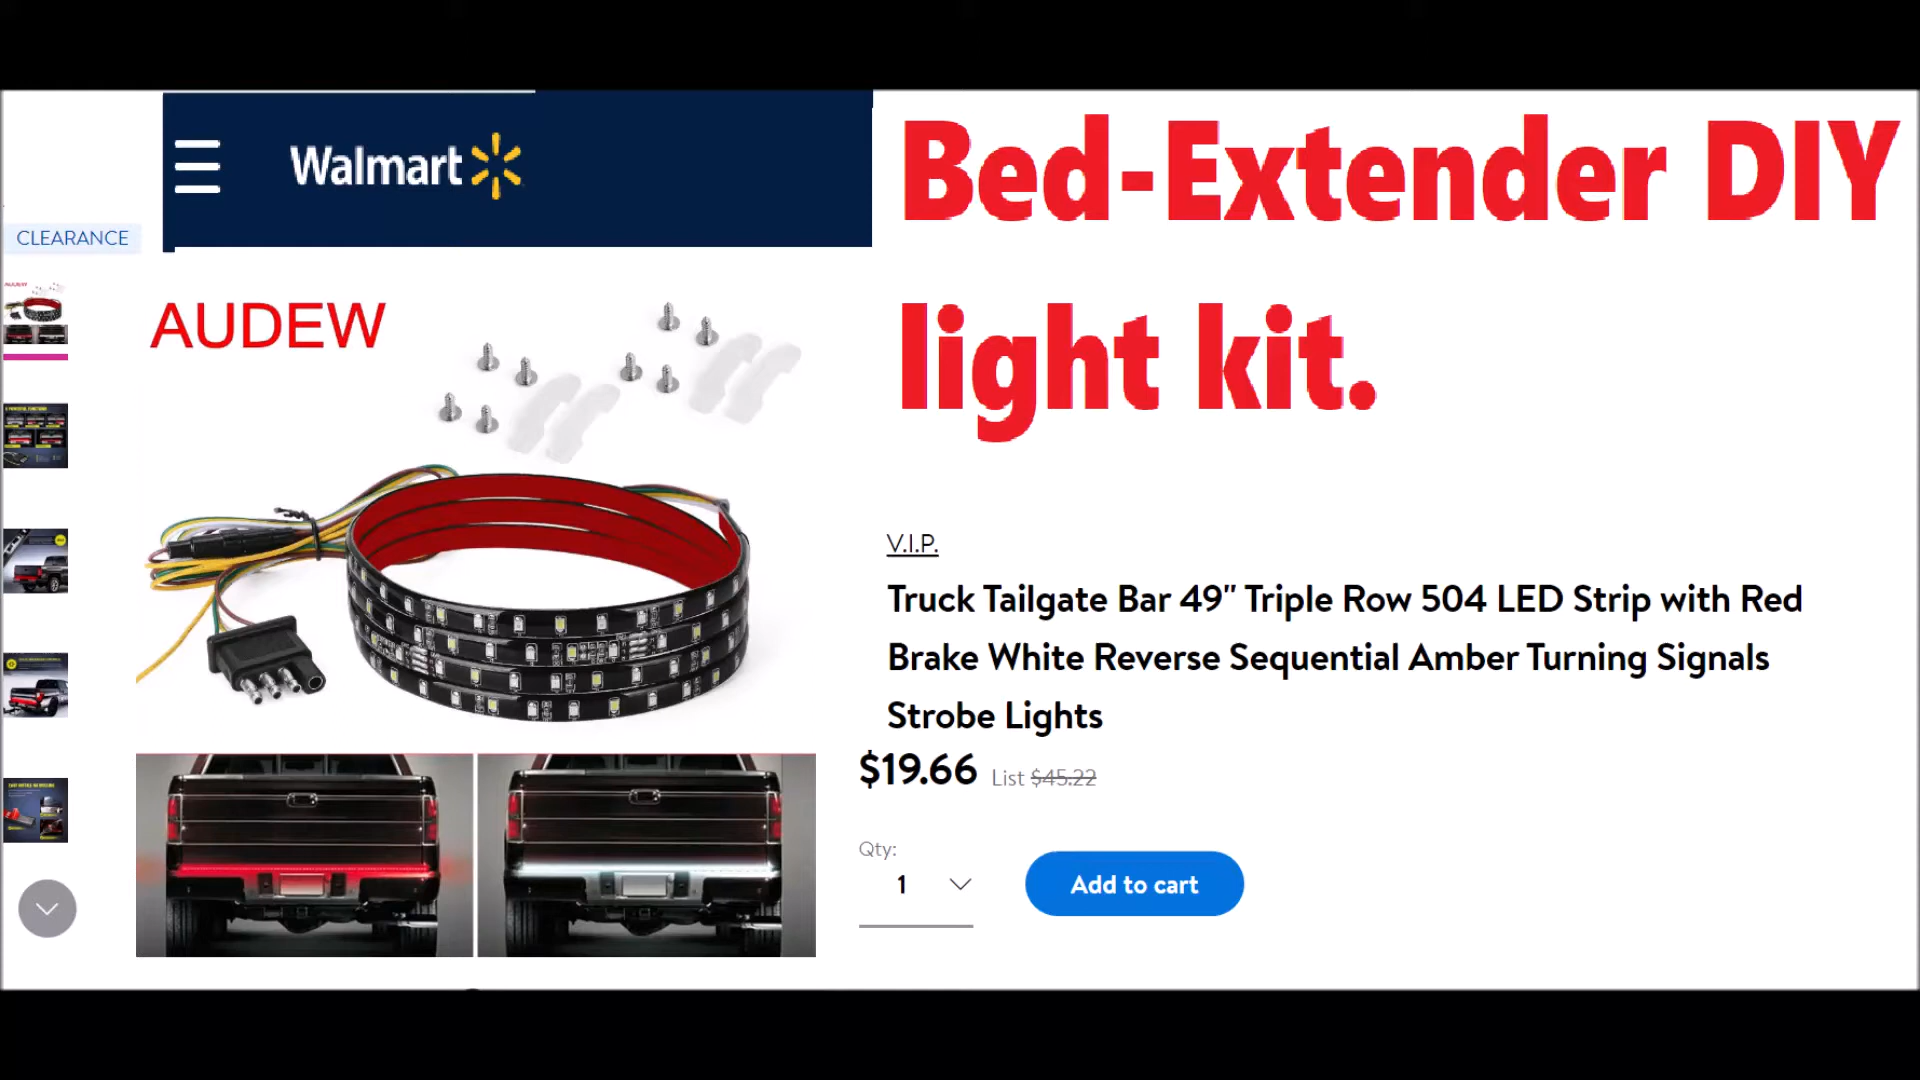 Walmart
Bed-Extender DIY
light kit.
CLEARANCE
AUDEW
V.I.P.
Truck Tailgate Bar 49" Triple Row 504 LED Strip with Red
Brake White Reverse Sequential Amber Turning Signals
Strobe Lights
$19.66 List $45.22
Qty:
1
Add to cart